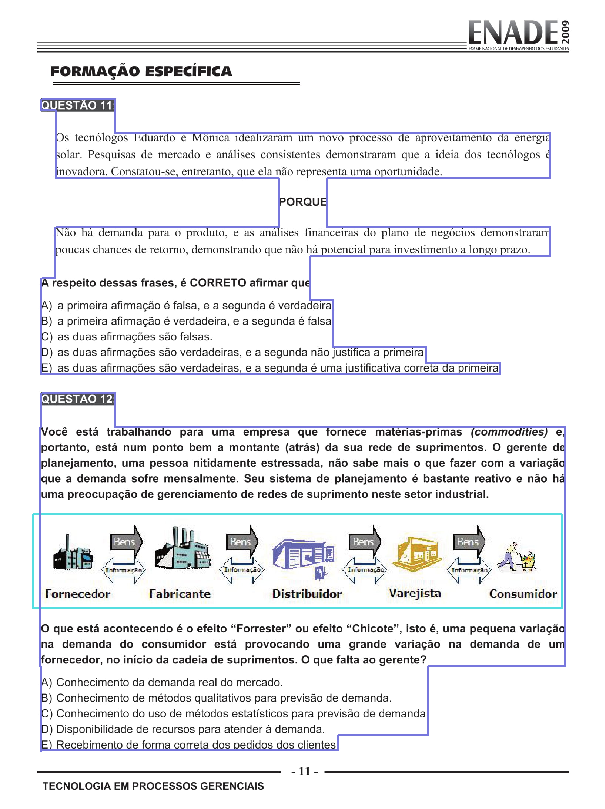 ENADE 2009
EXAME NACIONAL DE DESEMPENHO DOS ESTUDANTES
FORMAÇÃO ESPECÍFICA
QUESTÃO 11
Os tecnólogos Eduardo e Mônica idealizaram um novo processo de aproveitamento da energia
solar. Pesquisas de mercado e análises consistentes demonstraram que a ideia dos tecnólogos é
inovadora. Constatou-se, entretanto, que ela não representa uma oportunidade.
PORQUE
Não há demanda para o produto, e as análises financeiras do plano de negócios demonstraram
poucas chances de retorno, demonstrando que não há potencial para investimento a longo prazo.
A respeito dessas frases, é CORRETO afirmar que
A) a primeira afirmação é falsa, e a segunda é verdadeira
B) a primeira afirmação é verdadeira, e a segunda é falsa
C) as duas afirmações são falsas.
D) as duas afirmações são verdadeiras, e a segunda não justifica a primeira
E) as duas afirmações são verdadeiras, e a segunda é uma justificativa correta da primeira
QUESTÃO 12
Você está trabalhando para uma empresa que fornece matérias-primas (commodities) e,
portanto, está num ponto bem a montante (atrás) da sua rede de suprimentos. O gerente de
planejamento, uma pessoa nitidamente estressada, não sabe mais o que fazer com a variação
que a demanda sofre mensalmente. Seu sistema de planejamento é bastante reativo e não há
uma preocupação de gerenciamento de redes de suprimento neste setor industrial.
Bens Bens Bens Bens
Informação Informação Informação Informação
Fornecedor Fabricante Distribuidor Varejista Consumidor
O que está acontecendo é o efeito “Forrester” ou efeito “Chicote”, isto é, uma pequena variação
na demanda do consumidor está provocando uma grande variação na demanda de um
fornecedor, no início da cadeia de suprimentos. O que falta ao gerente?
A) Conhecimento da demanda real do mercado.
B) Conhecimento de métodos qualitativos para previsão de demanda.
C) Conhecimento do uso de métodos estatísticos para previsão de demanda
D) Disponibilidade de recursos para atender à demanda.
E) Recebimento de forma correta dos pedidos dos clientes
- 11 -
TECNOLOGIA EM PROCESSOS GERENCIAIS